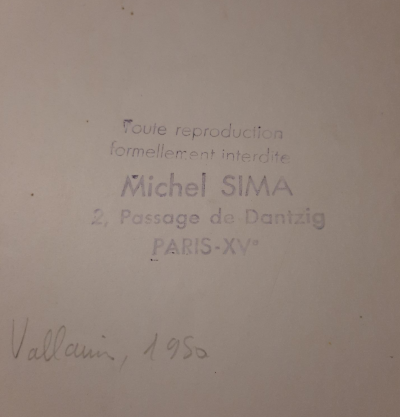 Toute reproduction
formellement interdite
Michel SIMA
2, Passage de Dantzig
PARIS-XVe
Vallauris, 1950